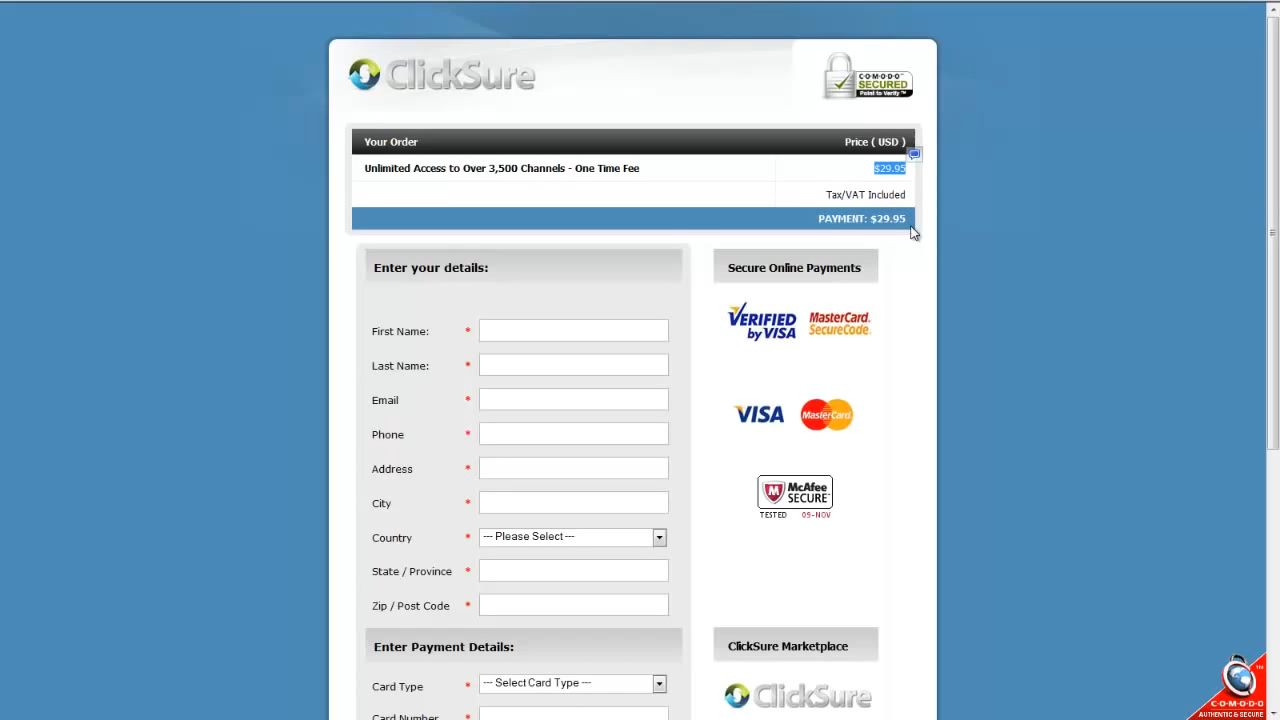 ClickSure
COMODO
SECURED
Point to Verify™
Your Order
Price ( USD )
Unlimited Access to Over 3,500 Channels - One Time Fee
$29.95
Tax/VAT Included
PAYMENT: $29.95
Enter your details:
Secure Online Payments
First Name: *
VERIFIED by VISA
MasterCard. SecureCode.
Last Name: *
Email *
VISA
MasterCard
Phone *
Address *
McAfee SECURE
TESTED 09-NOV
City *
Country * --- Please Select ---
State / Province *
Zip / Post Code *
Enter Payment Details:
ClickSure Marketplace
Card Type * --- Select Card Type ---
ClickSure
Card Number
COMODO
AUTHENTIC & SECURE